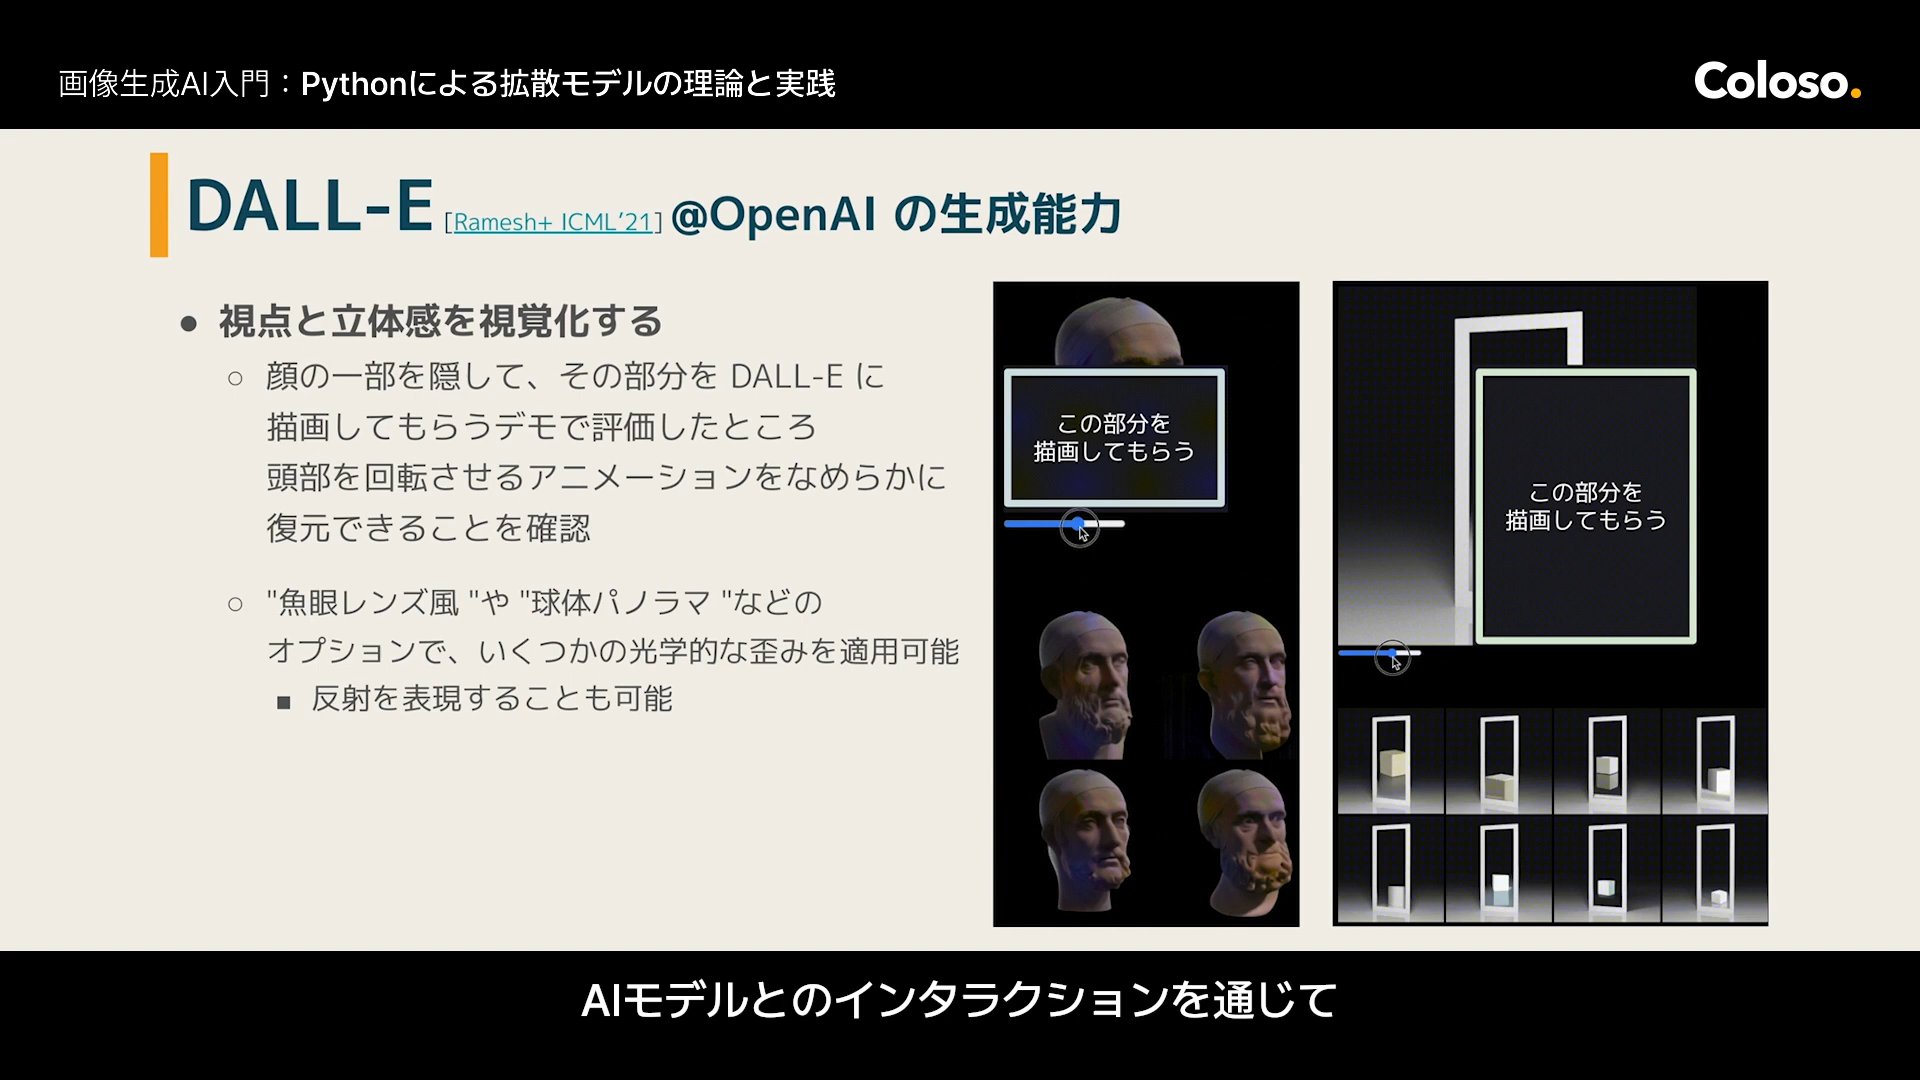 画像生成AI入門：Pythonによる拡散モデルの理論と実践
Coloso.
DALL-E [Ramesh+ ICML'21] @OpenAI の生成能力
● 視点と立体感を視覚化する
○ 顔の一部を隠して、その部分を DALL-E に
描画してもらうデモで評価したところ
頭部を回転させるアニメーションをなめらかに
復元できることを確認
○ "魚眼レンズ風 "や "球体パノラマ "などの
オプションで、いくつかの光学的な歪みを適用可能
■ 反射を表現することも可能
この部分を
描画してもらう
この部分を
描画してもらう
AIモデルとのインタラクションを通じて